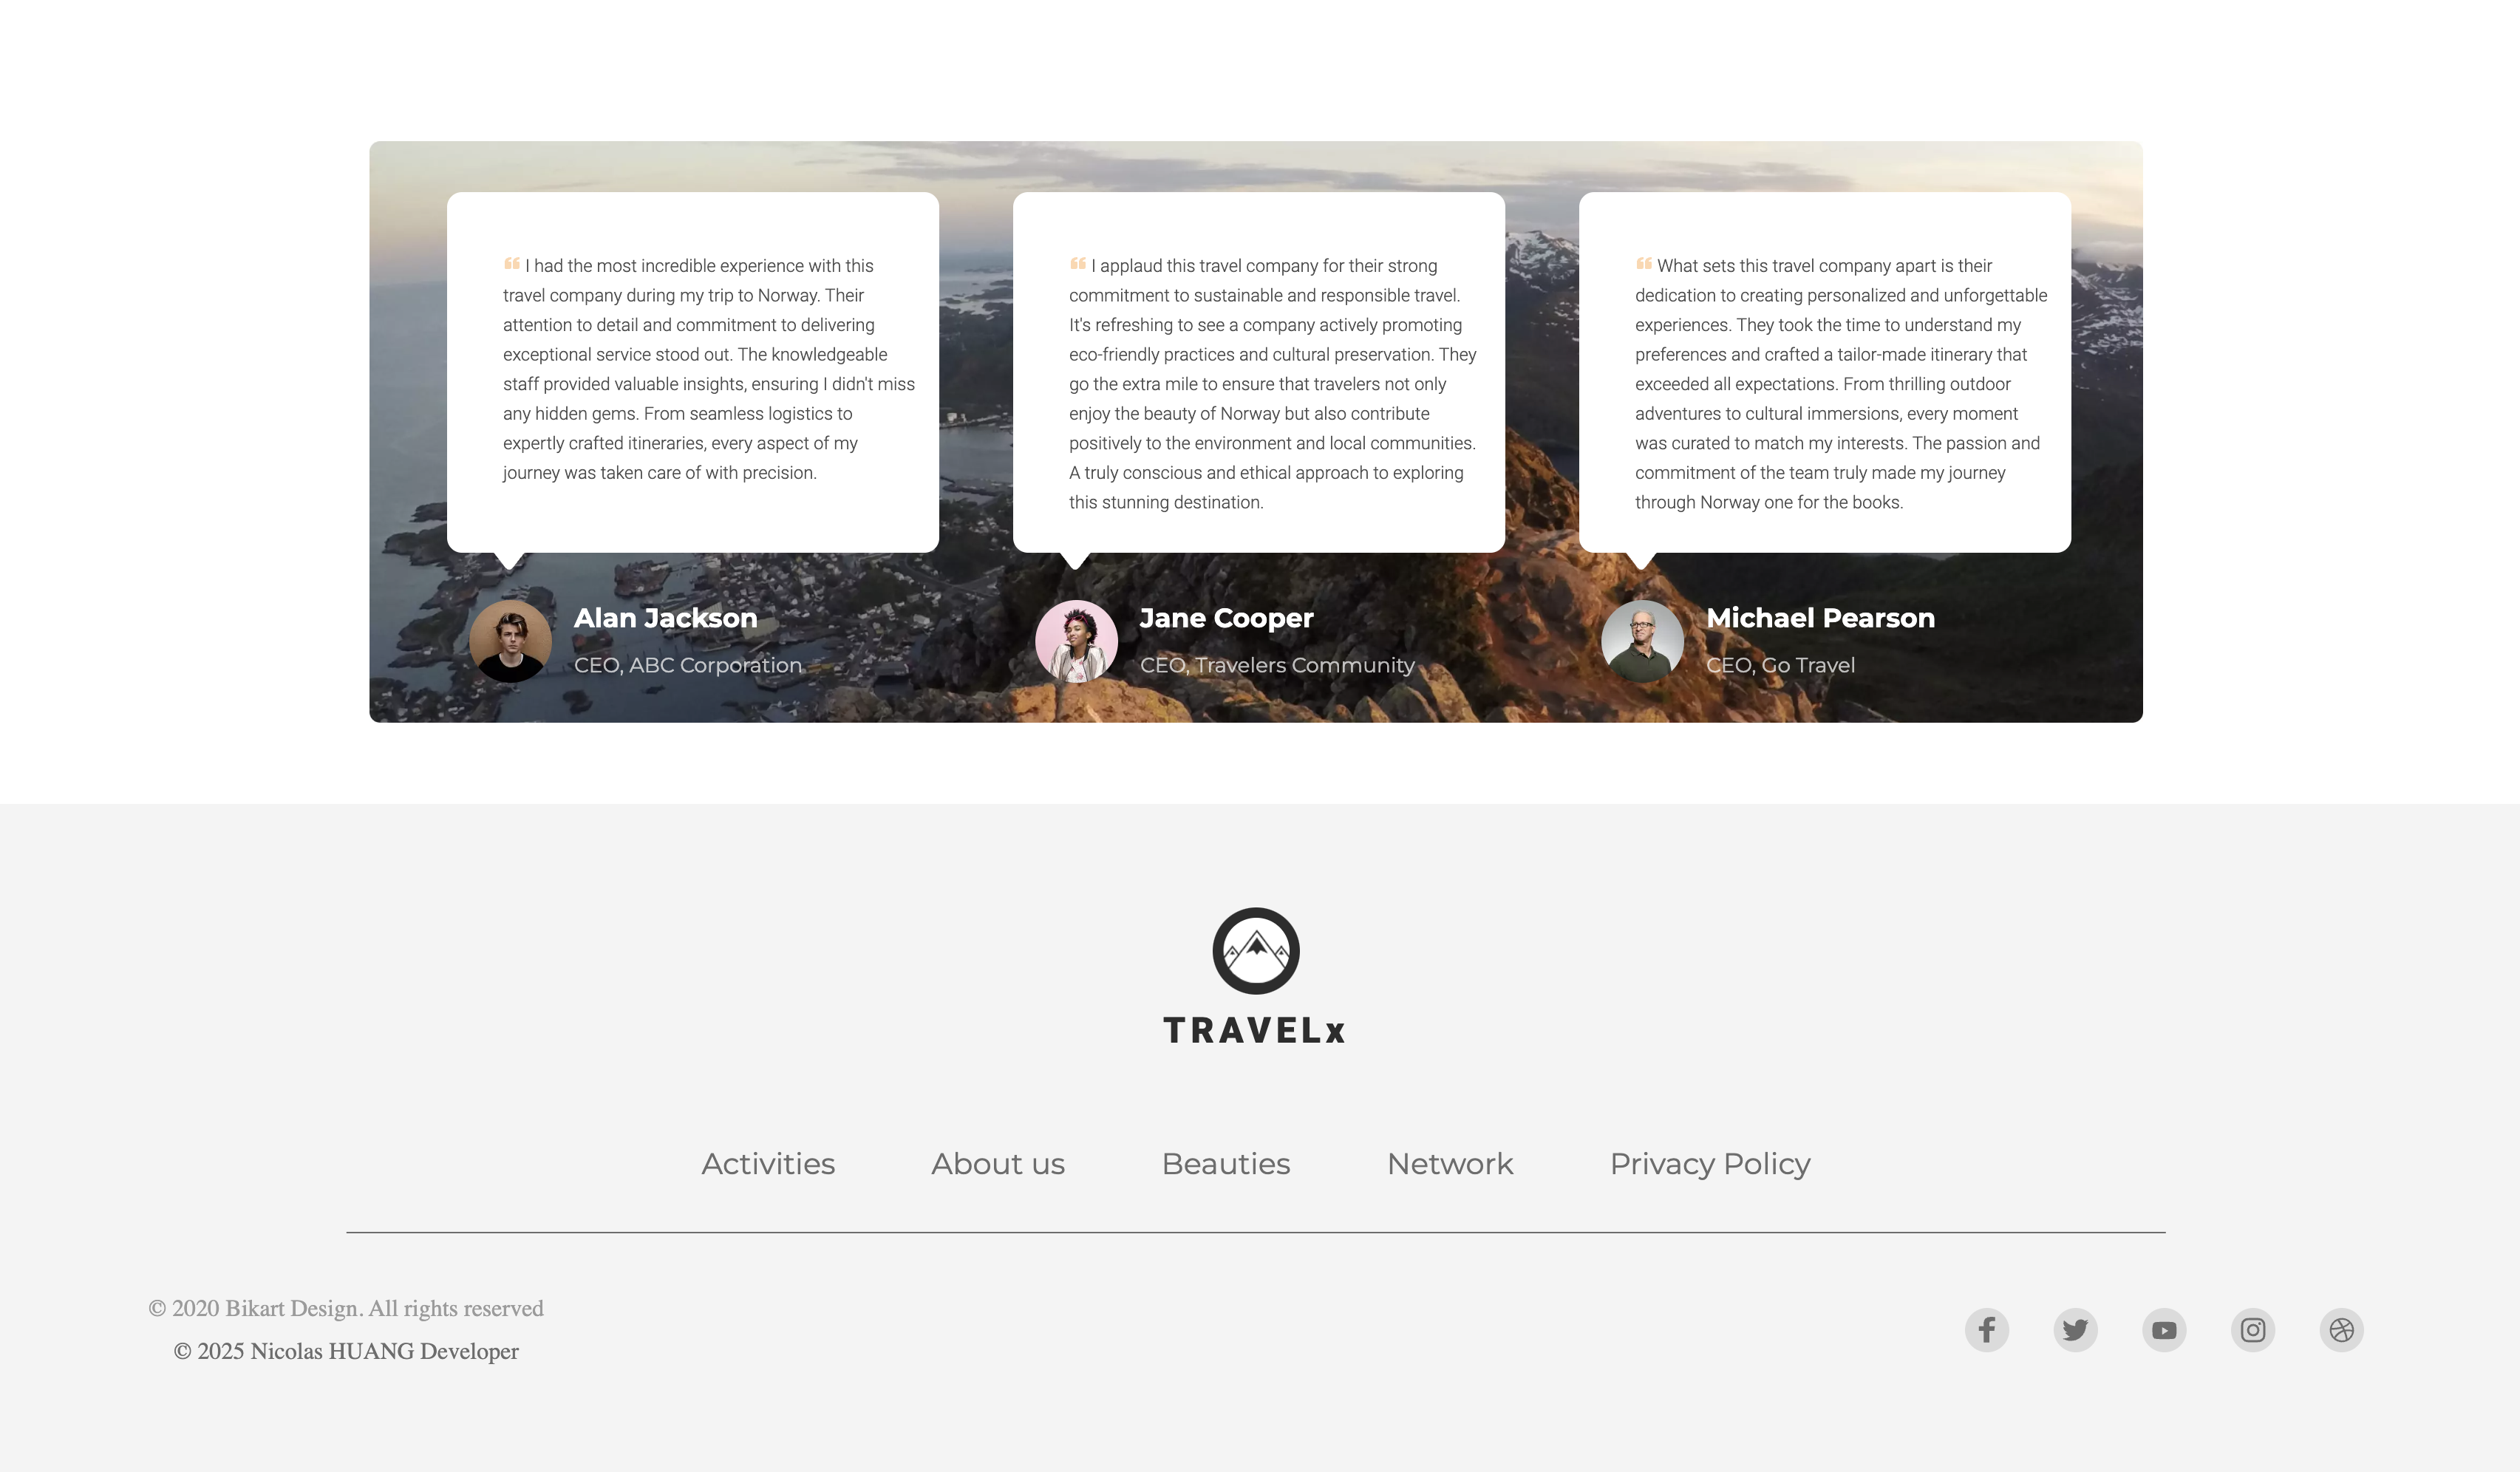 ❝ I had the most incredible experience with this
travel company during my trip to Norway. Their
attention to detail and commitment to delivering
exceptional service stood out. The knowledgeable
staff provided valuable insights, ensuring I didn't miss
any hidden gems. From seamless logistics to
expertly crafted itineraries, every aspect of my
journey was taken care of with precision.
Alan Jackson
CEO, ABC Corporation
❝ I applaud this travel company for their strong
commitment to sustainable and responsible travel.
It's refreshing to see a company actively promoting
eco-friendly practices and cultural preservation. They
go the extra mile to ensure that travelers not only
enjoy the beauty of Norway but also contribute
positively to the environment and local communities.
A truly conscious and ethical approach to exploring
this stunning destination.
Jane Cooper
CEO, Travelers Community
❝ What sets this travel company apart is their
dedication to creating personalized and unforgettable
experiences. They took the time to understand my
preferences and crafted a tailor-made itinerary that
exceeded all expectations. From thrilling outdoor
adventures to cultural immersions, every moment
was curated to match my interests. The passion and
commitment of the team truly made my journey
through Norway one for the books.
Michael Pearson
CEO, Go Travel
TRAVELx
Activities
About us
Beauties
Network
Privacy Policy
© 2020 Bikart Design. All rights reserved
© 2025 Nicolas HUANG Developer